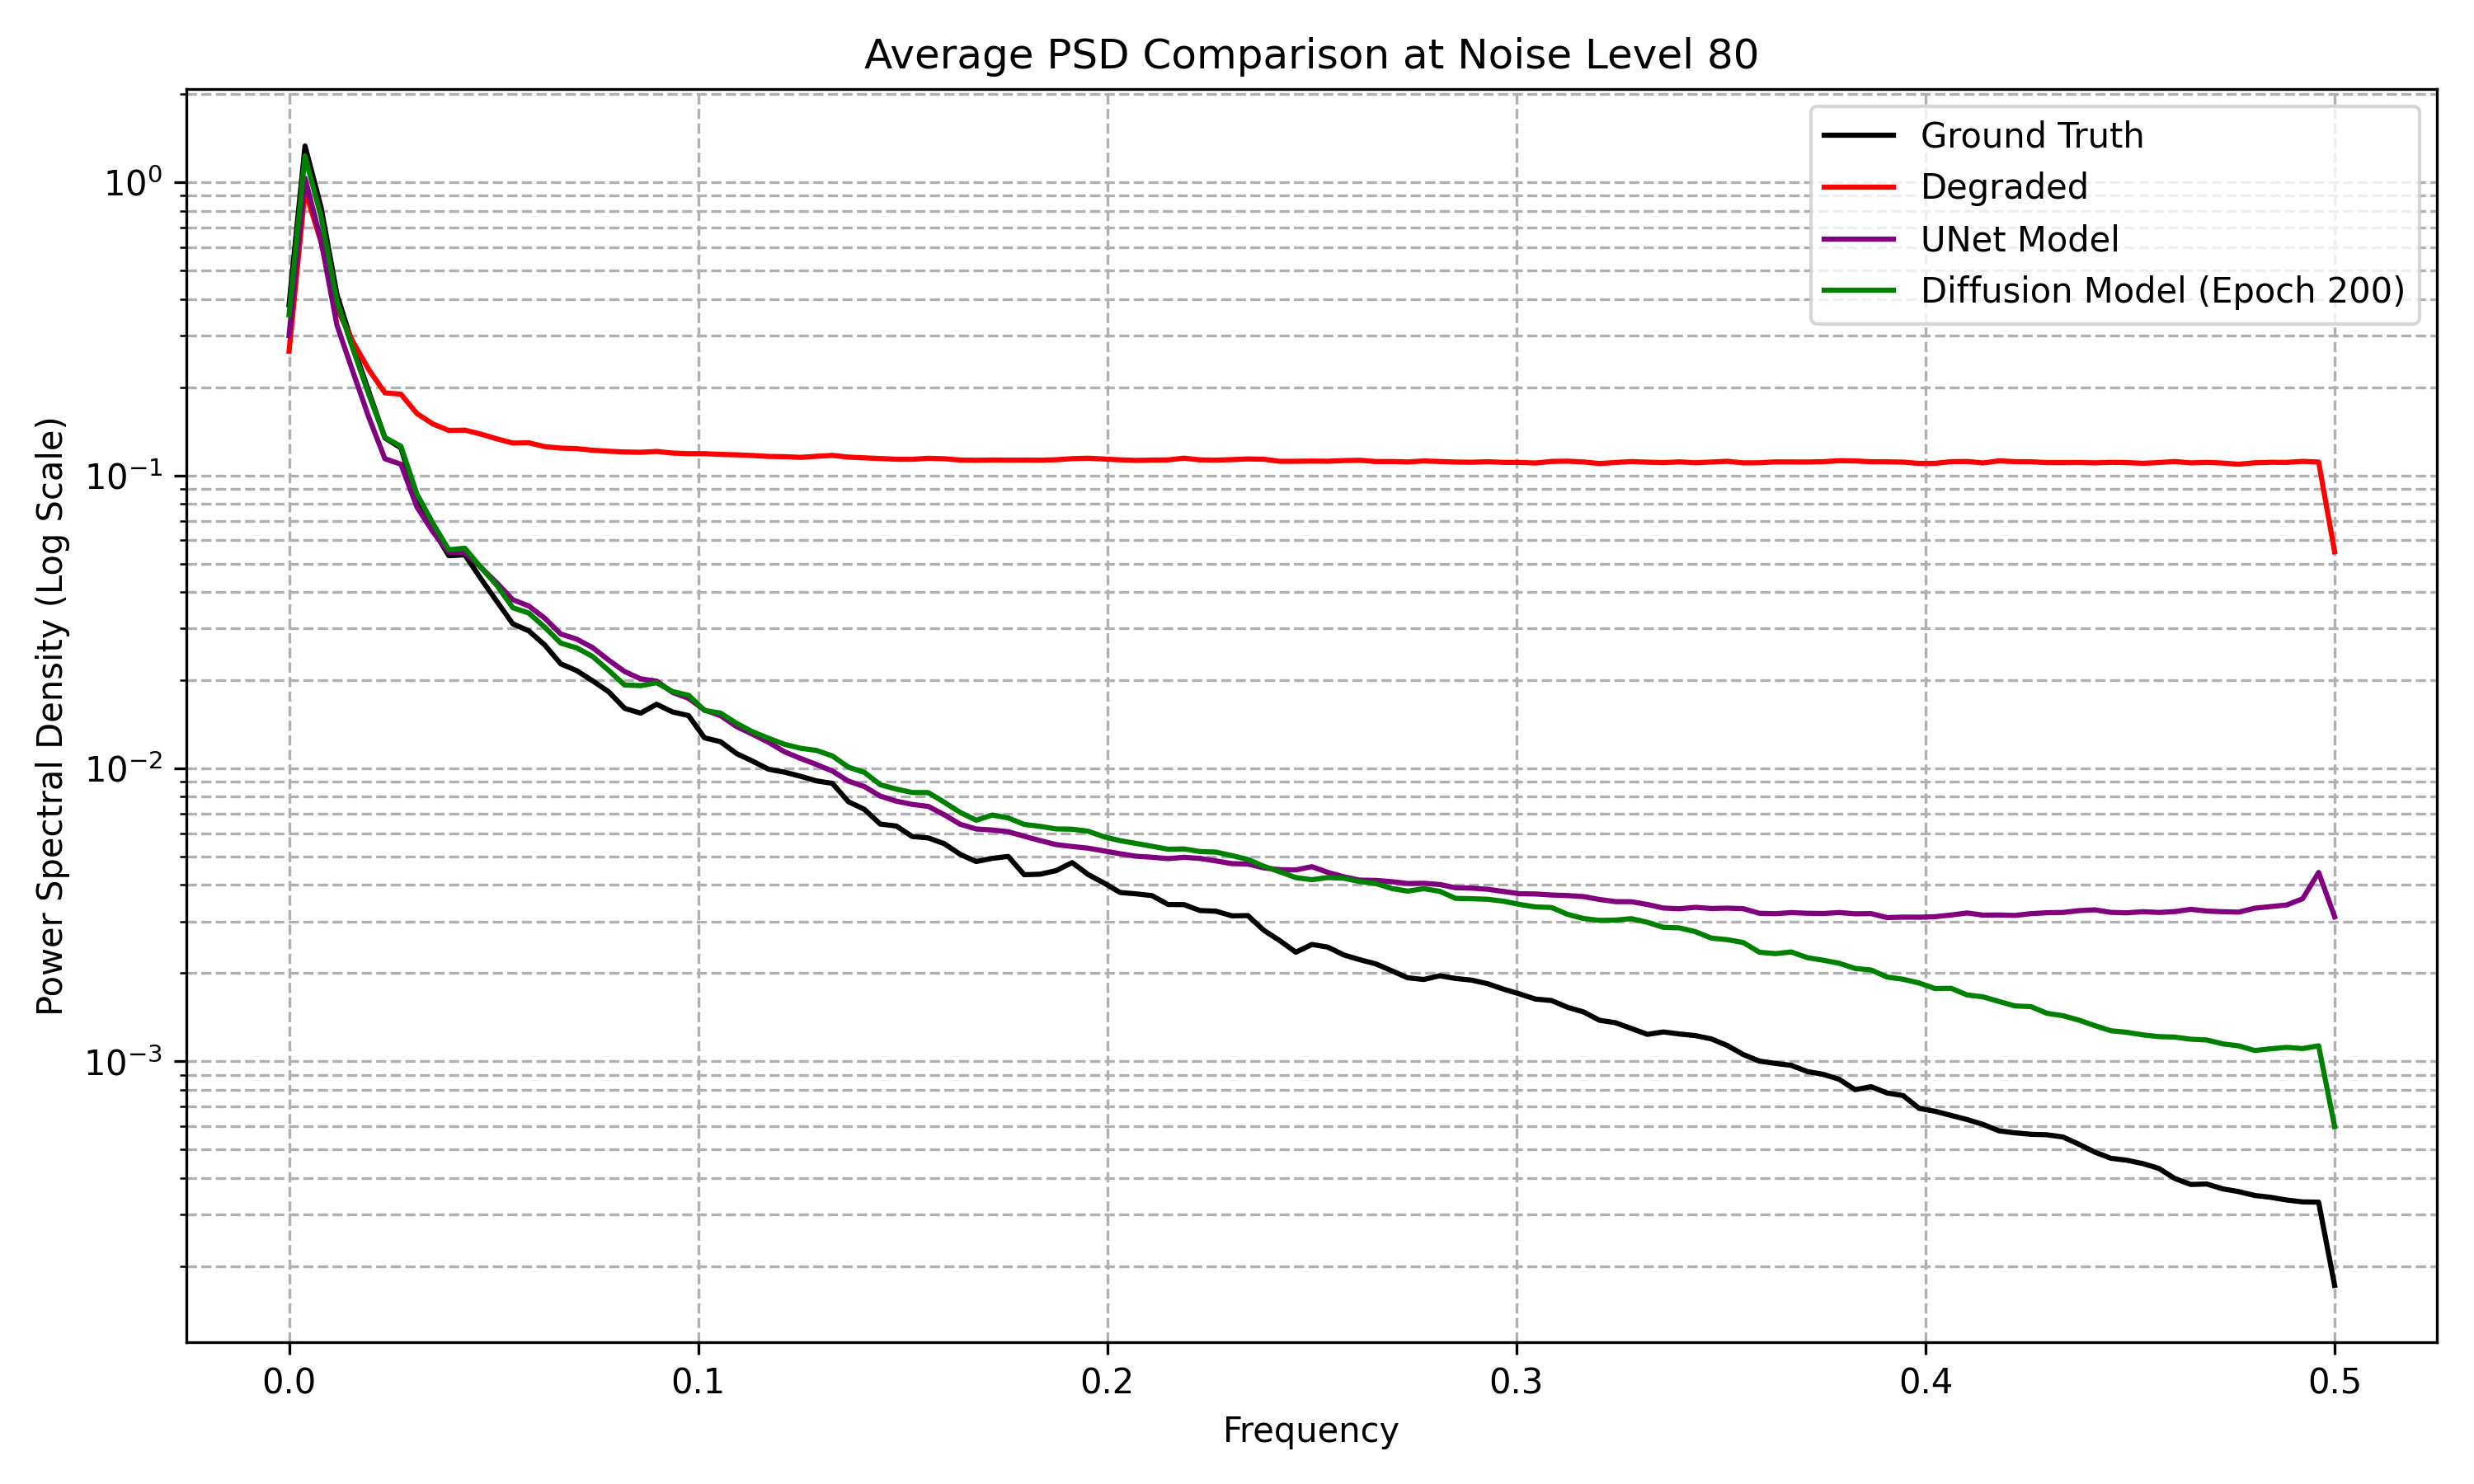 Average PSD Comparison at Noise Level 80
Ground Truth
Degraded
UNet Model
Diffusion Model (Epoch 200)
Power Spectral Density (Log Scale)
10⁰
10⁻¹
10⁻²
10⁻³
0.0 0.1 0.2 0.3 0.4 0.5
Frequency